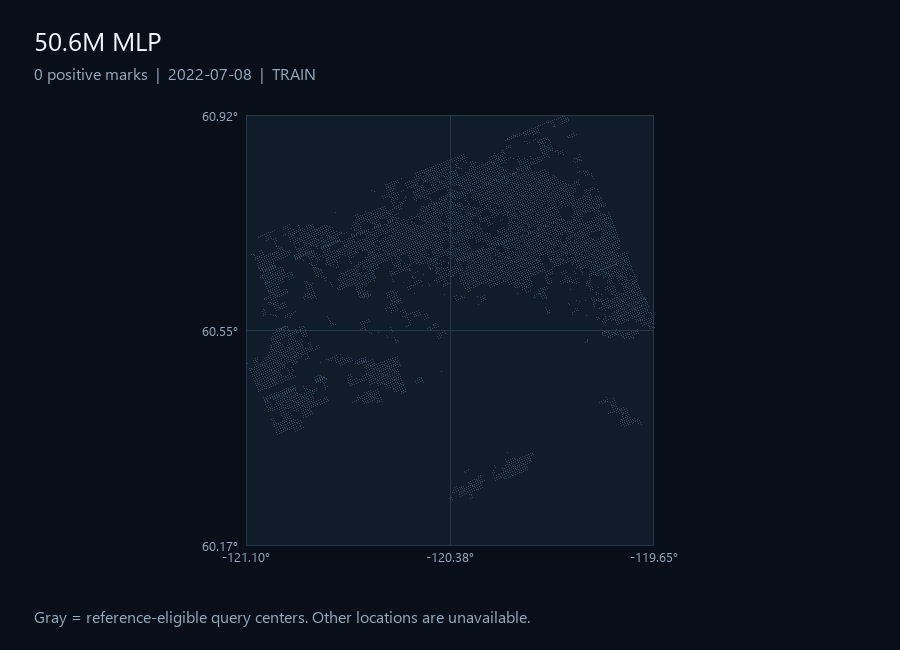 50.6M MLP
0 positive marks | 2022-07-08 | TRAIN
60.92°
60.55°
60.17°
-121.10° -120.38° -119.65°
Gray = reference-eligible query centers. Other locations are unavailable.